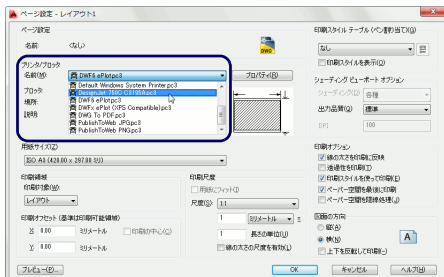 ページ設定 - レイアウト1
ページ設定
名前: <なし>
DWG
プリンタ/プロッタ
名前(M): DWF6 ePlot.pc3
プロパティ(R)
Default Windows System Printer.pc3
DesignJet 750C C3195A.pc3
プロッタ: DWF6 ePlot.pc3
場所: DWFx ePlot (XPS Compatible).pc3
説明: DWG To PDF.pc3
PublishToWeb JPG.pc3
PublishToWeb PNG.pc3
用紙サイズ(Z)
ISO A3 (420.00 x 297.00 ミリ)
印刷領域
印刷対象(W):
レイアウト
印刷オフセット (基準は印刷可能領域)
X: 0.00 ミリメートル 印刷の中心(C)
Y: 0.00 ミリメートル
印刷尺度
用紙にフィット(I)
尺度(S): 1:1
1 ミリメートル =
1 長さの単位(U)
線の太さの尺度を有効(L)
印刷スタイル テーブル (ペン割り当て)(G)
なし
印刷スタイルを表示(D)
シェーディング ビューポート オプション
シェーディング(D) 各種
出力品質(Q) 標準
DPI 100
印刷オプション
線の太さを印刷に反映
透過性を印刷(T)
印刷スタイルを使って印刷(E)
ペーパー空間を最後に印刷
ペーパー空間を隠線処理(J)
図面の方向
縦(A)
横(N)
上下を反転して印刷(-)
A
プレビュー(P)...
OK
キャンセル
ヘルプ(H)